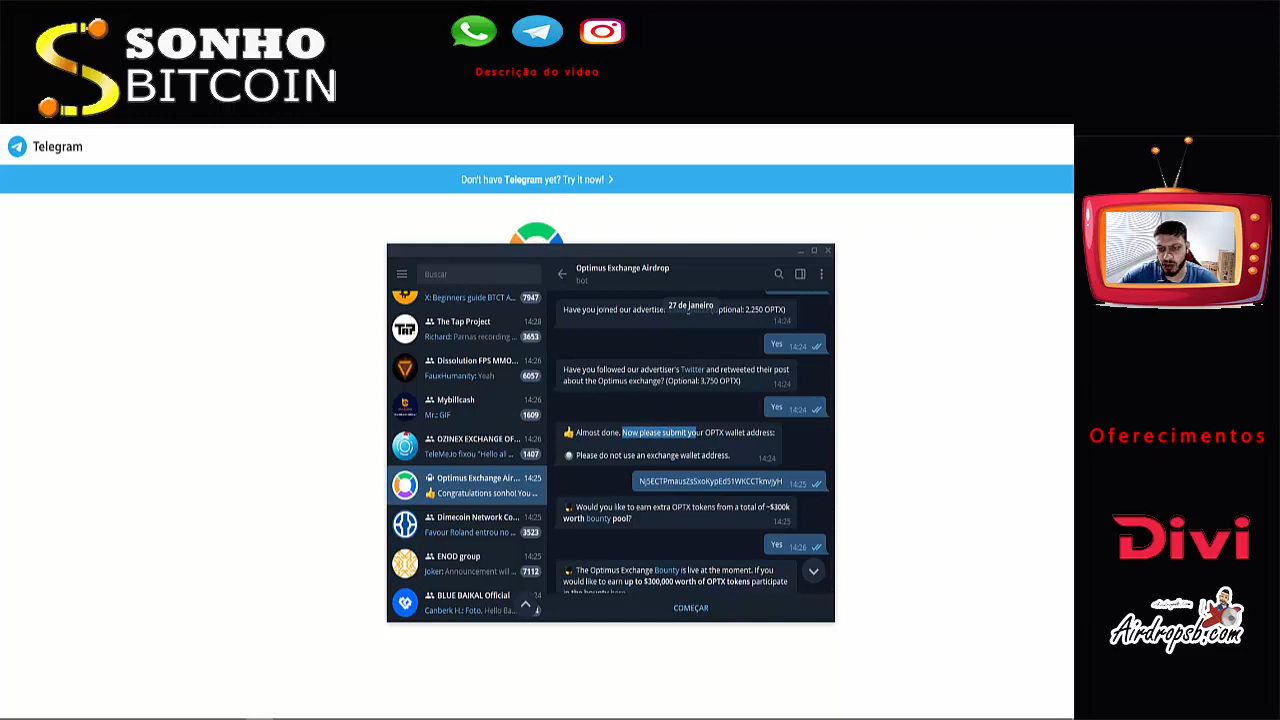 SONHO
BITCOIN
Descrição do vídeo
Telegram
Don't have Telegram yet? Try it now!
Buscar
X: Beginners guide BTCT A...
7947
The Tap Project
14:28
Richard: Parnas recording ...
3653
Dissolution FPS MMO...
14:26
FauxHumanity: Yeah
6057
Mybillcash
14:26
Mr.: GIF
1609
OZINEX EXCHANGE OF...
14:26
TeleMe.io fixou "Hello al ...
1407
Optimus Exchange Air...
14:25
Congratulations sonho! You ...
Dimecoin Network Co...
14:25
Favour Roland entrou no ...
3523
ENOD group
14:25
Joker: Announcement will ...
7112
BLUE BAIKAL Official
Canberk H.: Foto, Hello Ba...
Optimus Exchange Airdrop
bot
27 de janeiro
Have you joined our advertise
(Optional: 2,250 OPTX)
14:24
Yes
14:24
Have you followed our advertiser's Twitter and retweeted their post
about the Optimus exchange? (Optional: 3,750 OPTX)
14:24
Yes
14:24
Almost done. Now please submit your OPTX wallet address:
Please do not use an exchange wallet address.
14:24
Nj5ECTPmausZsSxoKypEd51WKCCTknvjyH
14:25
Would you like to earn extra OPTX tokens from a total of ~$300k
worth bounty pool?
14:25
Yes
14:26
The Optimus Exchange Bounty is live at the moment. If you
would like to earn up to $300,000 worth of OPTX tokens participate
in the bounty here
COMEÇAR
Oferecimentos
Divi
Airdropsb.com